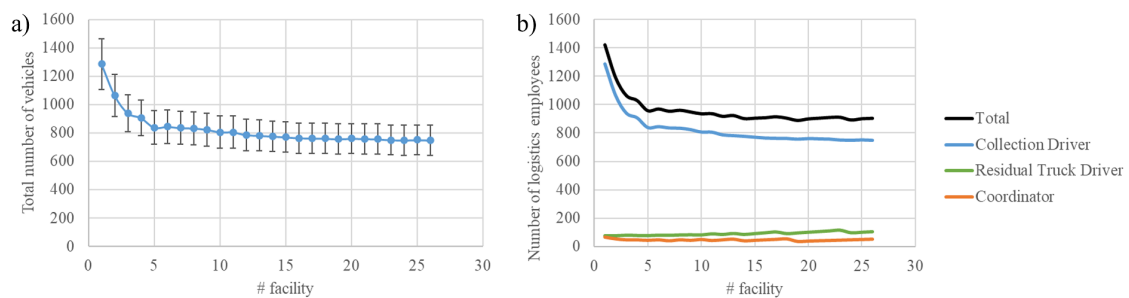 a)
Total number of vehicles
1600
1400
1200
1000
800
600
400
200
0
0 5 10 15 20 25 30
# facility
b)
Number of logistics employees
1600
1400
1200
1000
800
600
400
200
0
0 5 10 15 20 25 30
# facility
Total
Collection Driver
Residual Truck Driver
Coordinator